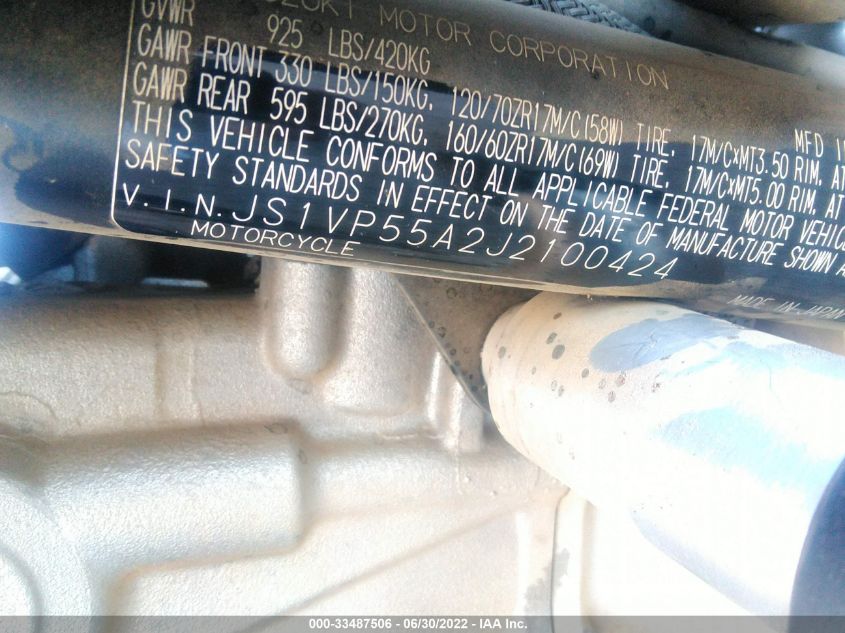 MOTOR CORPORATION
GVWR 925 LBS/420KG MFD I
GAWR FRONT 330 LBS/150KG, 120/70ZR17M/C(58W) TIRE, 17M/C×MT3.50 RIM, AT
GAWR REAR 595 LBS/270KG, 160/60ZR17M/C(69W) TIRE, 17M/C×MT5.00 RIM, AT
THIS VEHICLE CONFORMS TO ALL APPLICABLE FEDERAL MOTOR VEHIC
SAFETY STANDARDS IN EFFECT ON THE DATE OF MANUFACTURE SHOWN A
V.I.N.JS1VP55A2J2100424
MOTORCYCLE
MADE IN JAPAN
000-33487506 - 06/30/2022 - IAA Inc.